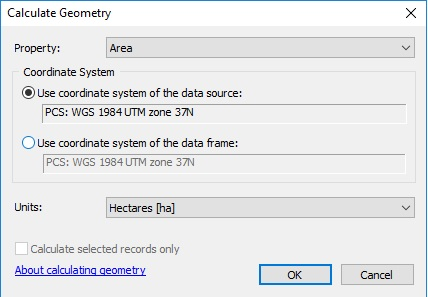 Calculate Geometry
Property: Area
Coordinate System
Use coordinate system of the data source:
PCS: WGS 1984 UTM zone 37N
Use coordinate system of the data frame:
PCS: WGS 1984 UTM zone 37N
Units: Hectares [ha]
Calculate selected records only
About calculating geometry
OK Cancel